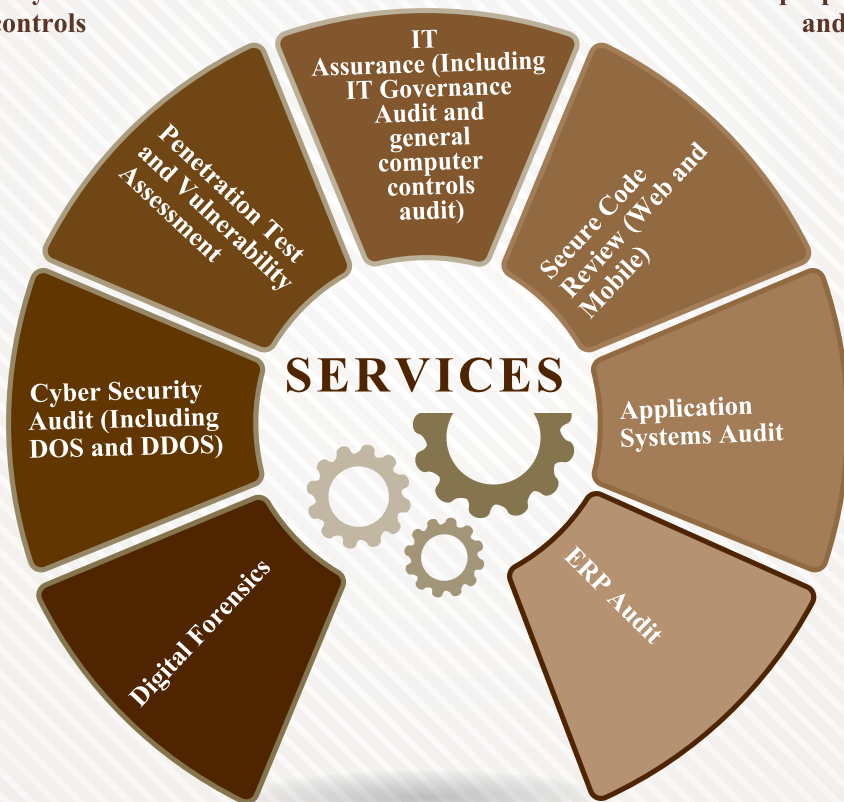 controls
and
IT
Assurance (Including
IT Governance
Audit and
general
computer
controls
audit)
Penetration Test
and Vulnerability
Assessment
Secure Code
Review (Web and
Mobile)
SERVICES
Cyber Security
Audit (Including
DOS and DDOS)
Application
Systems Audit
Digital Forensics
ERP Audit